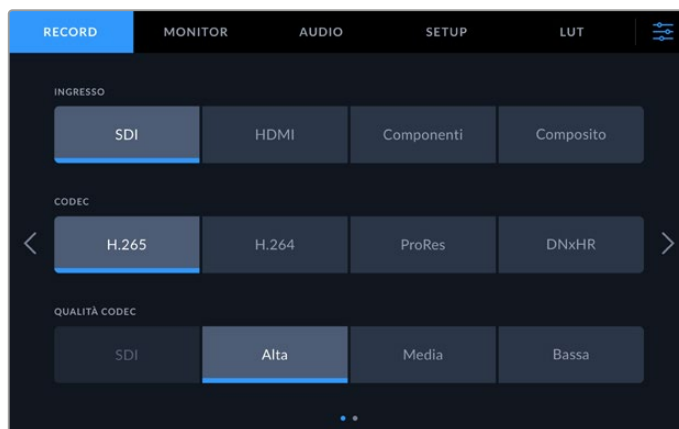 RECORD MONITOR AUDIO SETUP LUT
INGRESSO
SDI HDMI Componenti Composito
CODEC
H.265 H.264 ProRes DNxHR
QUALITÀ CODEC
SDI Alta Media Bassa